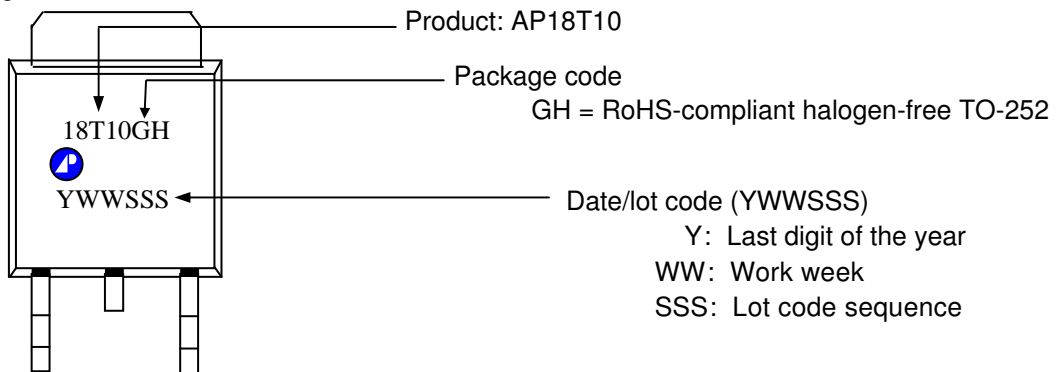 Product: AP18T10
Package code
GH = RoHS-compliant halogen-free TO-252
18T10GH
YWWSSS
Date/lot code (YWWSSS)
Y: Last digit of the year
WW: Work week
SSS: Lot code sequence